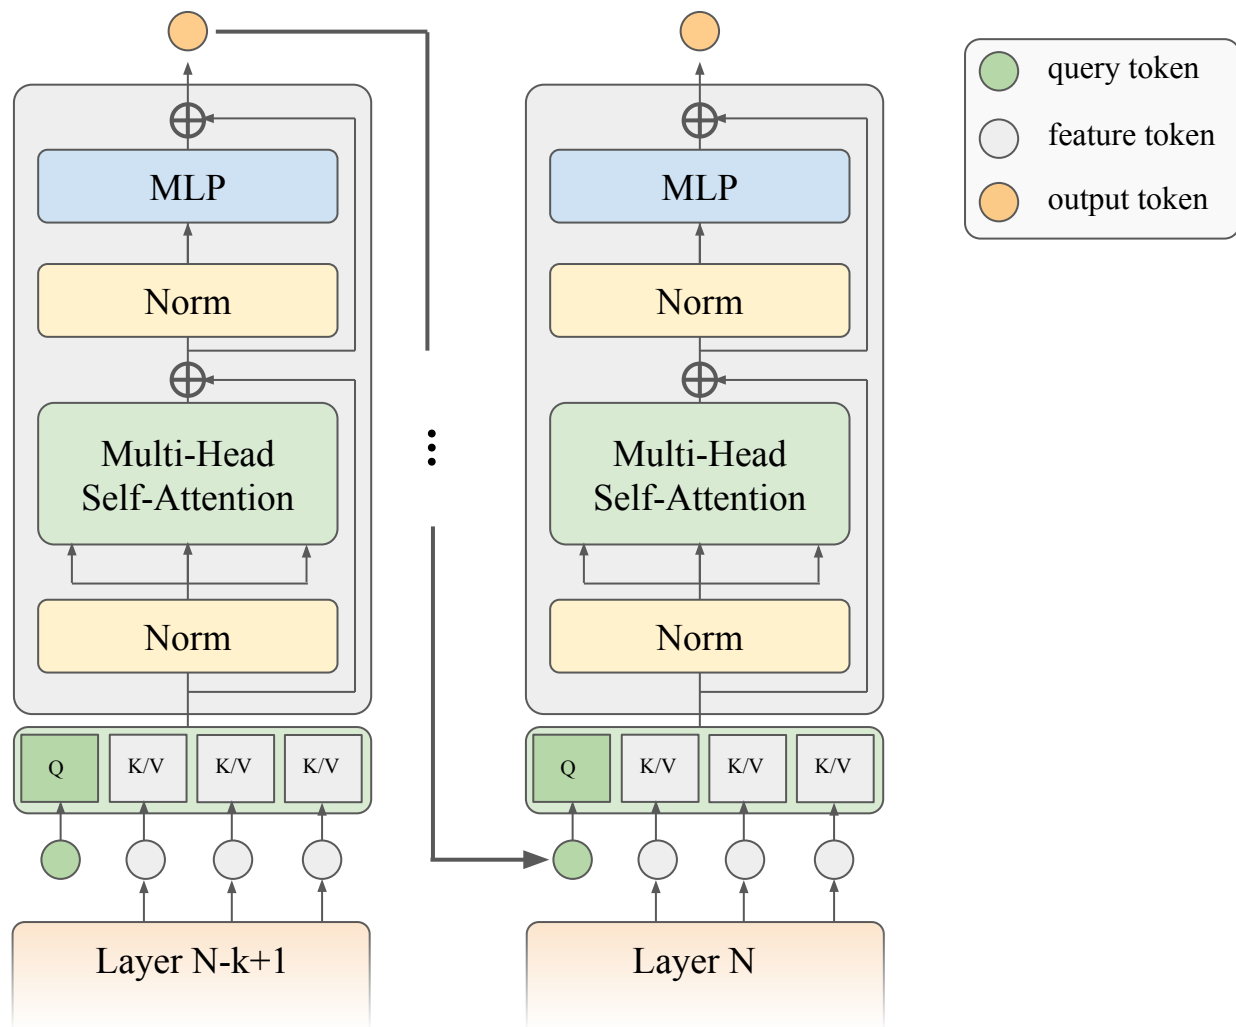 MLP
Norm
Multi-Head
Self-Attention
Norm
Q K/V K/V K/V
Layer N-k+1
⋮
MLP
Norm
Multi-Head
Self-Attention
Norm
Q K/V K/V K/V
Layer N
query token
feature token
output token